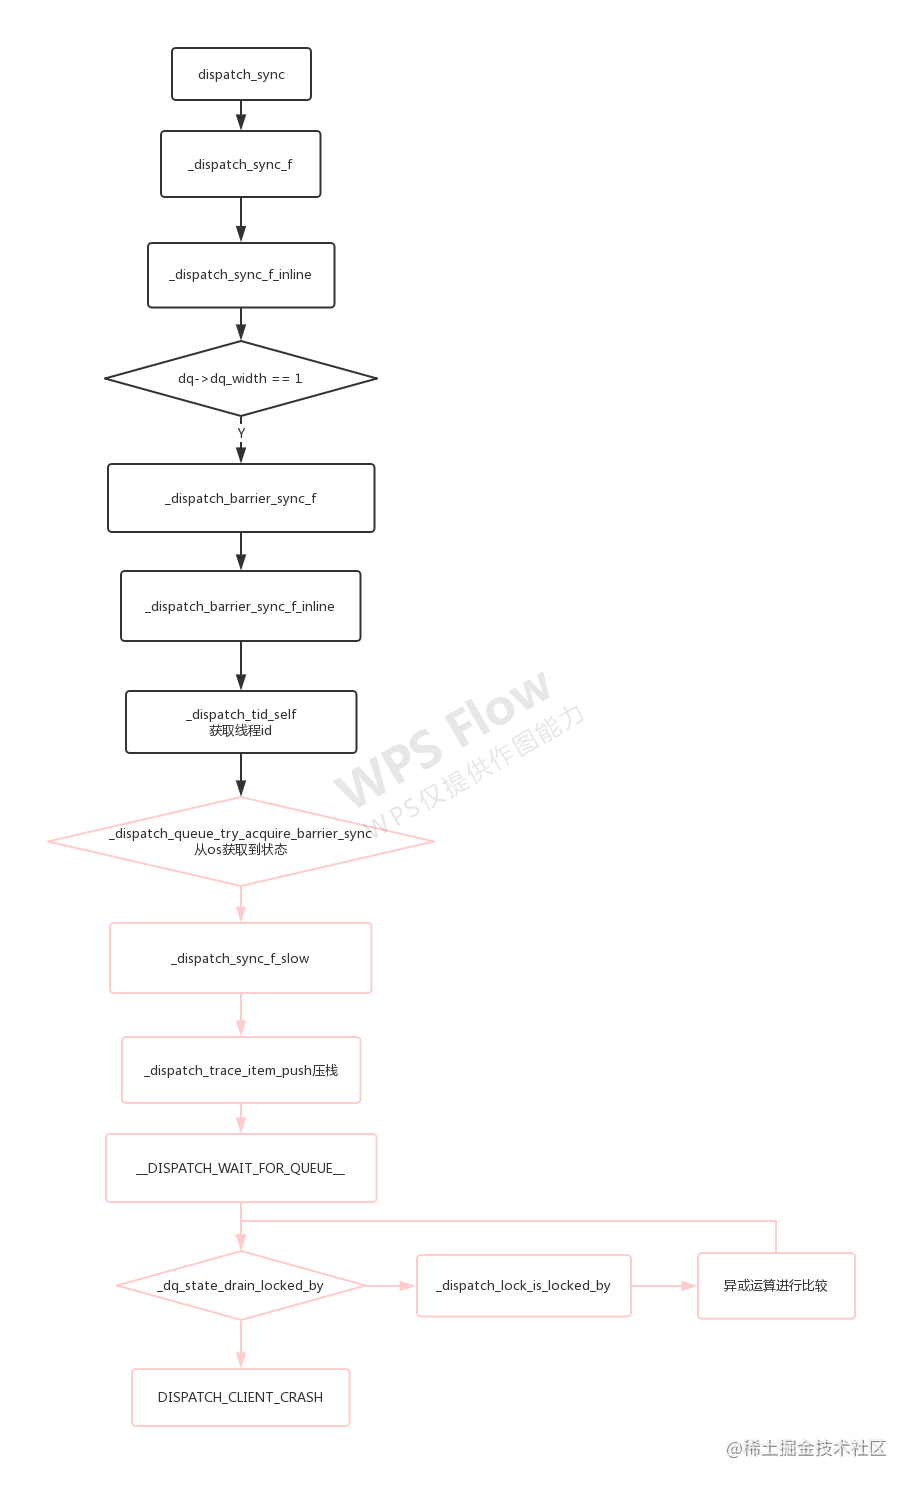 dispatch_sync
_dispatch_sync_f
_dispatch_sync_f_inline
dq->dq_width == 1
Y
_dispatch_barrier_sync_f
_dispatch_barrier_sync_f_inline
_dispatch_tid_self
获取线程id
WPS Flow
WPS仅提供作图能力
_dispatch_queue_try_acquire_barrier_sync
从os获取到状态
_dispatch_sync_f_slow
_dispatch_trace_item_push压栈
__DISPATCH_WAIT_FOR_QUEUE__
_dq_state_drain_locked_by
_dispatch_lock_is_locked_by
异或运算进行比较
DISPATCH_CLIENT_CRASH
@稀土掘金技术社区